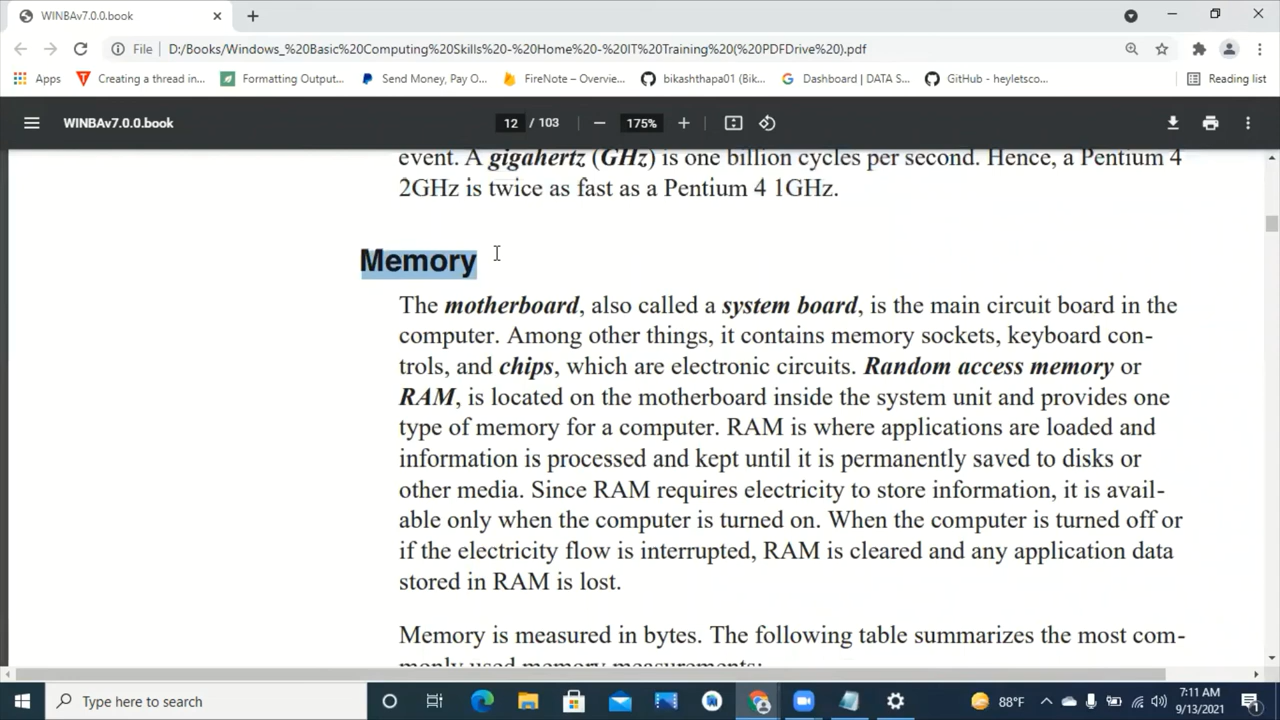 WINBAv7.0.0.book
File D:/Books/Windows_%20Basic%20Computing%20Skills%20-%20Home%20-%20IT%20Training%20(%20PDFDrive%20).pdf
Apps Creating a thread in... Formatting Output... Send Money, Pay O... FireNote – Overvie... bikashthapa01 (Bik... Dashboard | DATA S... GitHub - heyletsco... Reading list
WINBAv7.0.0.book 12 / 103 175%
event. A gigahertz (GHz) is one billion cycles per second. Hence, a Pentium 4
2GHz is twice as fast as a Pentium 4 1GHz.
Memory
The motherboard, also called a system board, is the main circuit board in the
computer. Among other things, it contains memory sockets, keyboard con-
trols, and chips, which are electronic circuits. Random access memory or
RAM, is located on the motherboard inside the system unit and provides one
type of memory for a computer. RAM is where applications are loaded and
information is processed and kept until it is permanently saved to disks or
other media. Since RAM requires electricity to store information, it is avail-
able only when the computer is turned on. When the computer is turned off or
if the electricity flow is interrupted, RAM is cleared and any application data
stored in RAM is lost.
Memory is measured in bytes. The following table summarizes the most com-
monly used memory measurements:
Type here to search 88°F 7:11 AM
9/13/2021